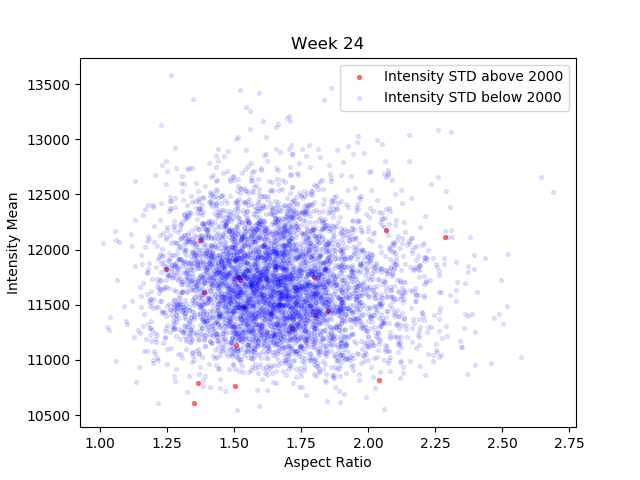 Week 24
Intensity STD above 2000
Intensity STD below 2000
13500
13000
12500
12000
11500
11000
10500
Intensity Mean
1.00 1.25 1.50 1.75 2.00 2.25 2.50 2.75
Aspect Ratio